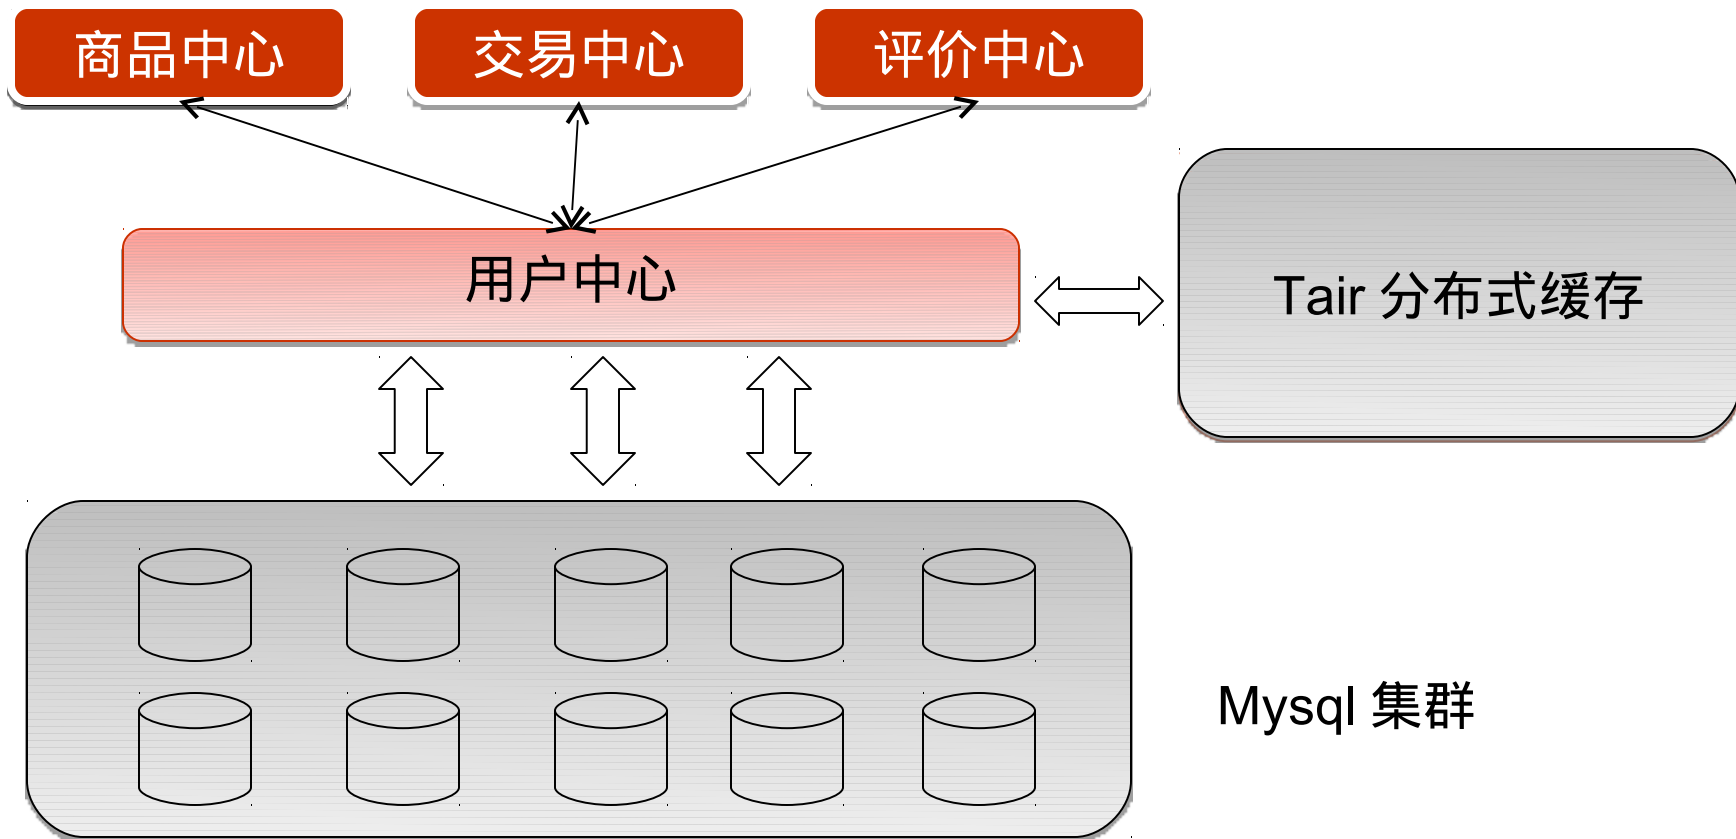 商品中心
交易中心
评价中心
用户中心
Tair 分布式缓存
Mysql 集群